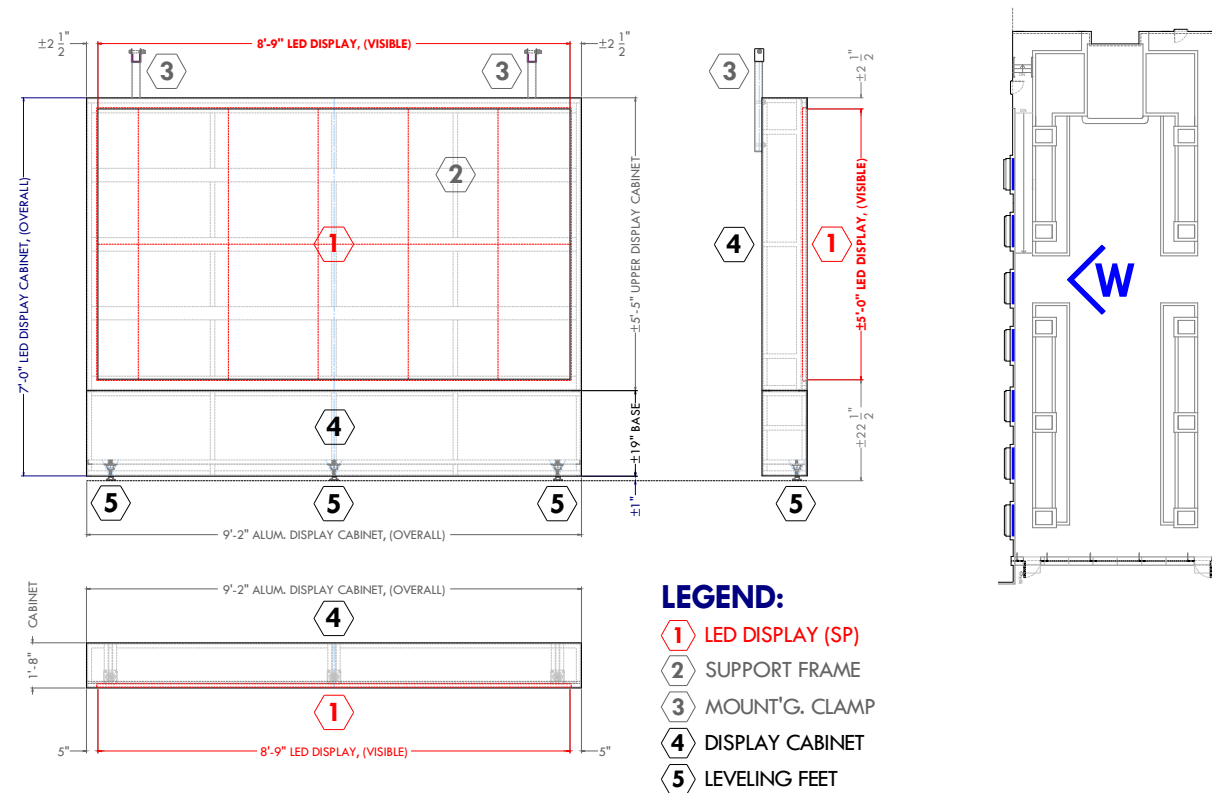 ±2 1/2"
8'-9" LED DISPLAY, (VISIBLE)
±2 1/2"
3
3
7'-0" LED DISPLAY CABINET, (OVERALL)
2
1
4
±5'-5" UPPER DISPLAY CABINET
±19" BASE
±1"
5
5
5
9'-2" ALUM. DISPLAY CABINET, (OVERALL)
3
±2 1/2"
4
1
±5'-0" LED DISPLAY, (VISIBLE)
±22 1/2"
5
W
9'-2" ALUM. DISPLAY CABINET, (OVERALL)
4
1'-8" CABINET
1
5"
8'-9" LED DISPLAY, (VISIBLE)
5"
LEGEND:
1 LED DISPLAY (SP)
2 SUPPORT FRAME
3 MOUNT'G. CLAMP
4 DISPLAY CABINET
5 LEVELING FEET